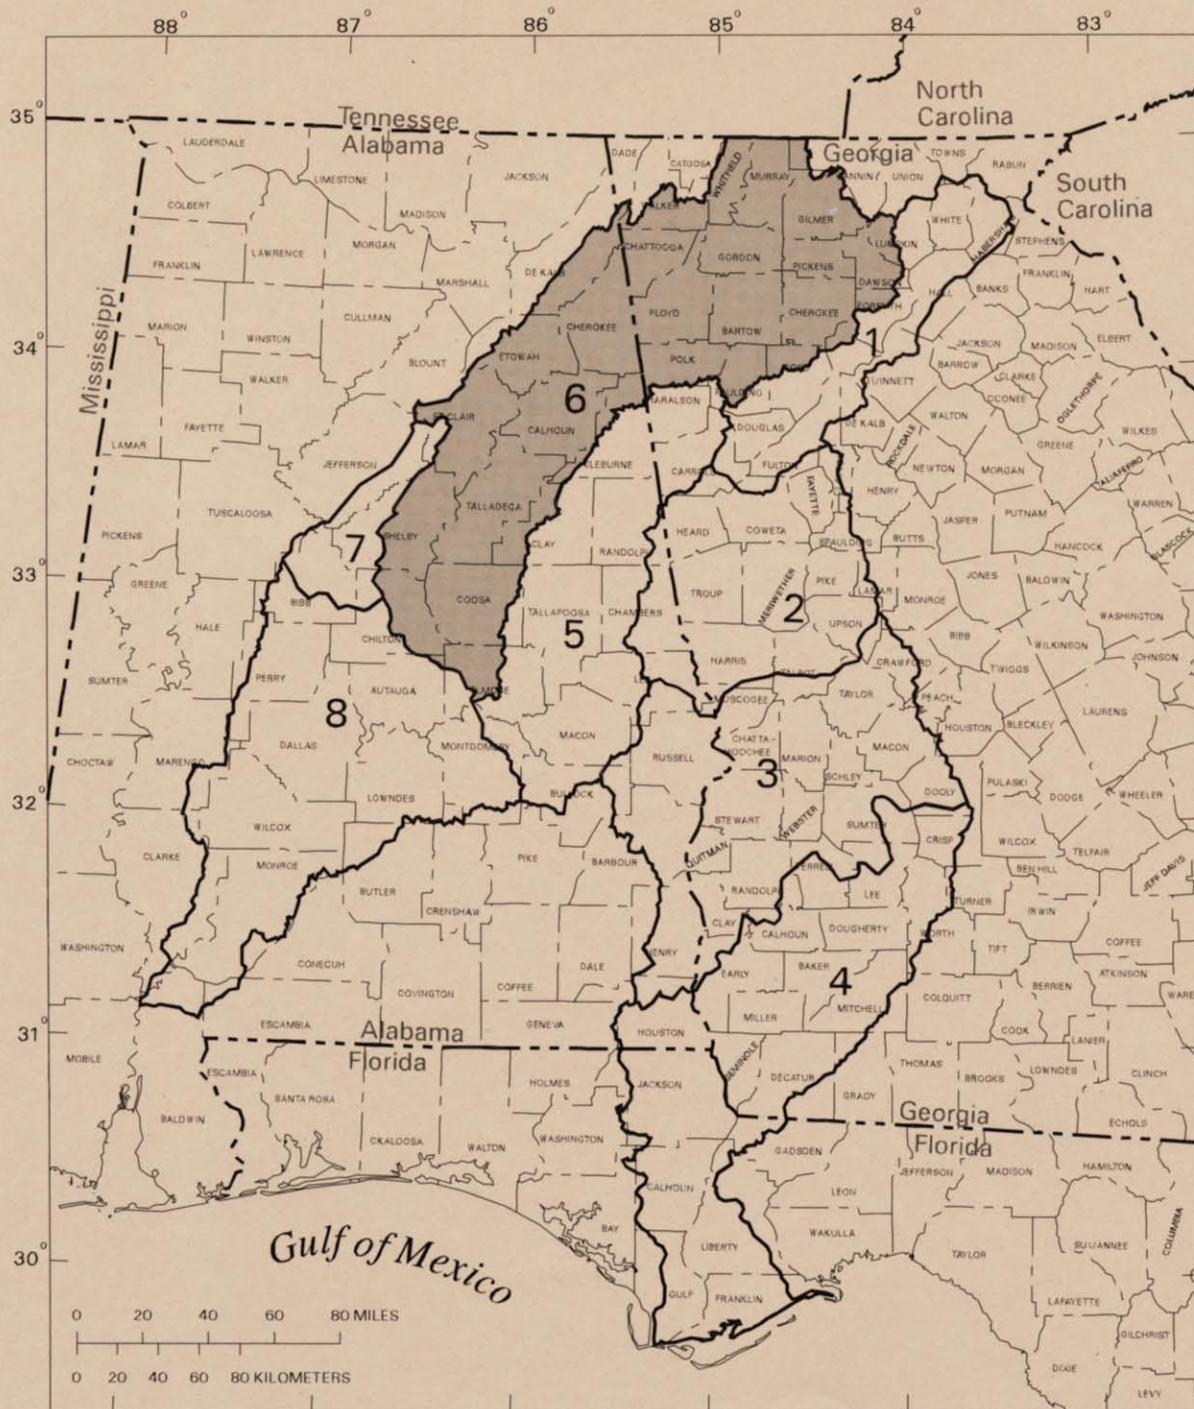 88° 87° 86° 85° 84° 83°
North
Carolina
35°
Tennessee
Alabama
Georgia
South
Carolina
LAUDERDALE
DADE
CATOOSA
WHITFIELD
MURRAY
TOWNS
RABUN
UNION
LIMESTONE
JACKSON
COLBERT
MADISON
GILMER
WHITE
HABERSHAM
STEPHENS
CHATTOOGA
LAWRENCE
MORGAN
FRANKLIN
DE KALB
GORDON
PICKENS
DAWSON
FRANKLIN
MARSHALL
HALL
BANKS
HART
Mississippi
CULLMAN
CHEROKEE
FLOYD
CHEROKEE
MARION
WINSTON
BARTOW
1
JACKSON
MADISON
ELBERT
34°
BLOUNT
ETOWAH
POLK
BARROW
CLARKE
WALKER
6
OCONEE
OGLETHORPE
FAYETTE
CALHOUN
DOUGLAS
DE KALB
WALTON
WILKES
LAMAR
JEFFERSON
ROCKDALE
GREENE
FULTON
NEWTON
MORGAN
TALIAFERRO
TALLADEGA
FAYETTE
HENRY
WARREN
TUSCALOOSA
HEARD
COWETA
JASPER
PUTNAM
PICKENS
SHELBY
7
CLAY
RANDOLPH
SPAULDING
BUTTS
HANCOCK
GLASCOCK
33°
GREENE
BIBB
COOSA
TROUP
MERIWETHER
PIKE
LAMAR
JONES
BALDWIN
2
MONROE
HALE
TALLAPOOSA
CHAMBERS
UPSON
WASHINGTON
5
CHILTON
BIBB
WILKINSON
HARRIS
TALBOT
CRAWFORD
TWIGGS
JOHNSON
SUMTER
PERRY
AUTAUGA
MUSCOGEE
TAYLOR
PEACH
8
LAURENS
HOUSTON
BLECKLEY
DALLAS
MONTGOMERY
MACON
CHATTA-
HOOCHEE
MACON
CHOCTAW
MARENGO
RUSSELL
MARION
3
SCHLEY
PULASKI
DODGE
WHEELER
32°
LOWNDES
BULLOCK
DOOLY
STEWART
WEBSTER
SUMTER
WILCOX
CRISP
WILCOX
TELFAIR
CLARKE
MONROE
PIKE
BARBOUR
QUITMAN
BEN HILL
JEFF DAVIS
BUTLER
RANDOLPH
LEE
TURNER
IRWIN
CRENSHAW
CLAY
CALHOUN
DOUGHERTY
WORTH
WASHINGTON
TIFT
COFFEE
CONECUH
DALE
HENRY
EARLY
BAKER
ATKINSON
COVINGTON
COFFEE
4
BERRIEN
WARE
MITCHELL
COLQUITT
MILLER
31°
ESCAMBIA
Alabama
Florida
GENEVA
HOUSTON
COOK
LANIER
MOBILE
ESCAMBIA
SEMINOLE
DECATUR
THOMAS
BROOKS
LOWNDES
CLINCH
HOLMES
JACKSON
SANTA ROSA
GRADY
Georgia
Florida
ECHOLS
BALDWIN
OKALOOSA
WALTON
WASHINGTON
GADSDEN
JEFFERSON
MADISON
HAMILTON
CALHOUN
LEON
COLUMBIA
BAY
LIBERTY
WAKULLA
TAYLOR
SUWANNEE
30°
Gulf of Mexico
GULF
FRANKLIN
LAFAYETTE
0 20 40 60 80 MILES
GILCHRIST
DIXIE
0 20 40 60 80 KILOMETERS
LEVY